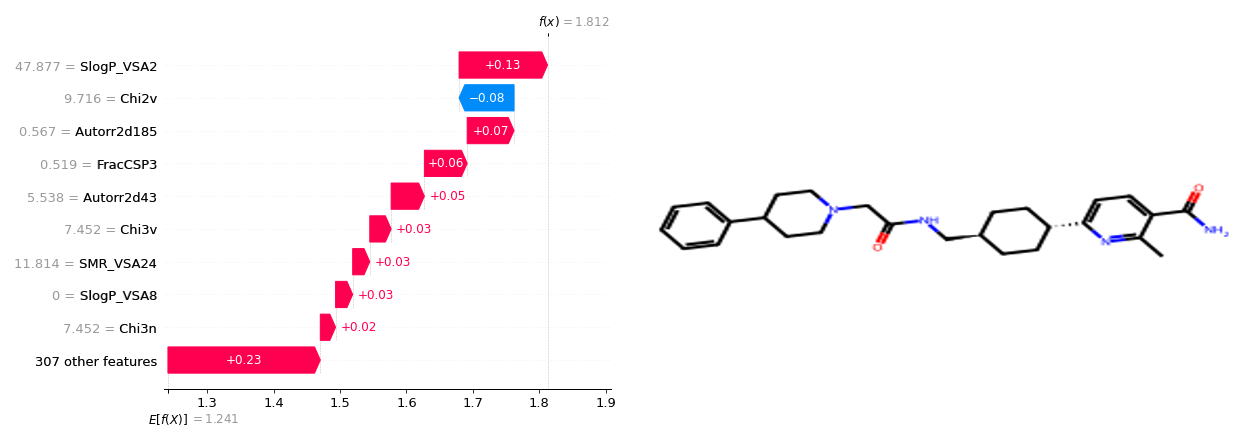 f(x) = 1.812
47.877 = SlogP_VSA2
+0.13
9.716 = Chi2v
−0.08
0.567 = Autorr2d185
+0.07
0.519 = FracCSP3
+0.06
5.538 = Autorr2d43
+0.05
7.452 = Chi3v
+0.03
11.814 = SMR_VSA24
+0.03
0 = SlogP_VSA8
+0.03
7.452 = Chi3n
+0.02
307 other features
+0.23
1.3 1.4 1.5 1.6 1.7 1.8 1.9
E[f(X)] = 1.241
N
O
NH
N
O
NH₂